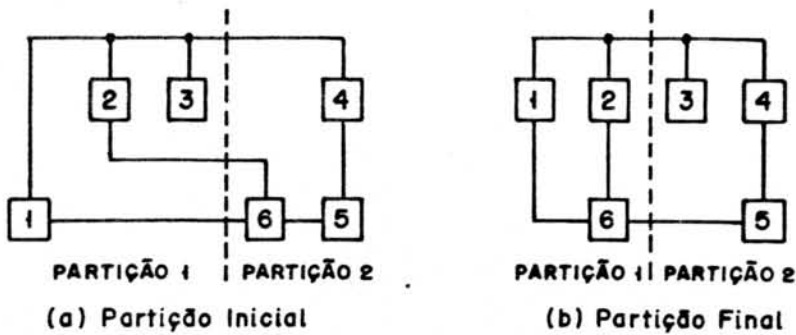 2 3 4
1 6 5
PARTIÇÃO 1 PARTIÇÃO 2
(a) Partição Inicial
1 2 3 4
6 5
PARTIÇÃO 1 PARTIÇÃO 2
(b) Partição Final